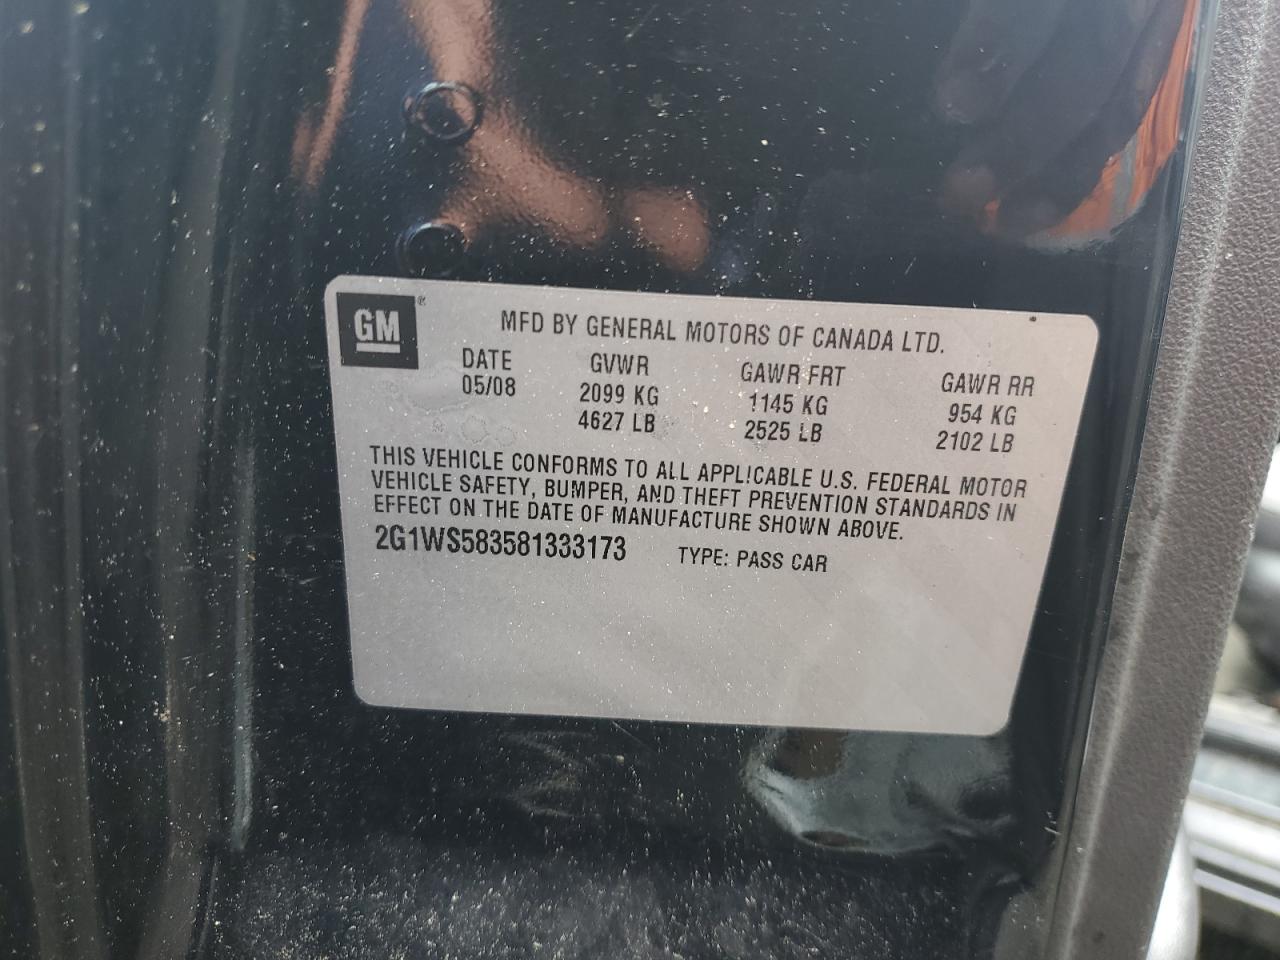 GM ®
MFD BY GENERAL MOTORS OF CANADA LTD.
DATE GVWR GAWR FRT GAWR RR
05/08 2099 KG 1145 KG 954 KG
4627 LB 2525 LB 2102 LB
THIS VEHICLE CONFORMS TO ALL APPLICABLE U.S. FEDERAL MOTOR
VEHICLE SAFETY, BUMPER, AND THEFT PREVENTION STANDARDS IN
EFFECT ON THE DATE OF MANUFACTURE SHOWN ABOVE.
2G1WS583581333173 TYPE: PASS CAR